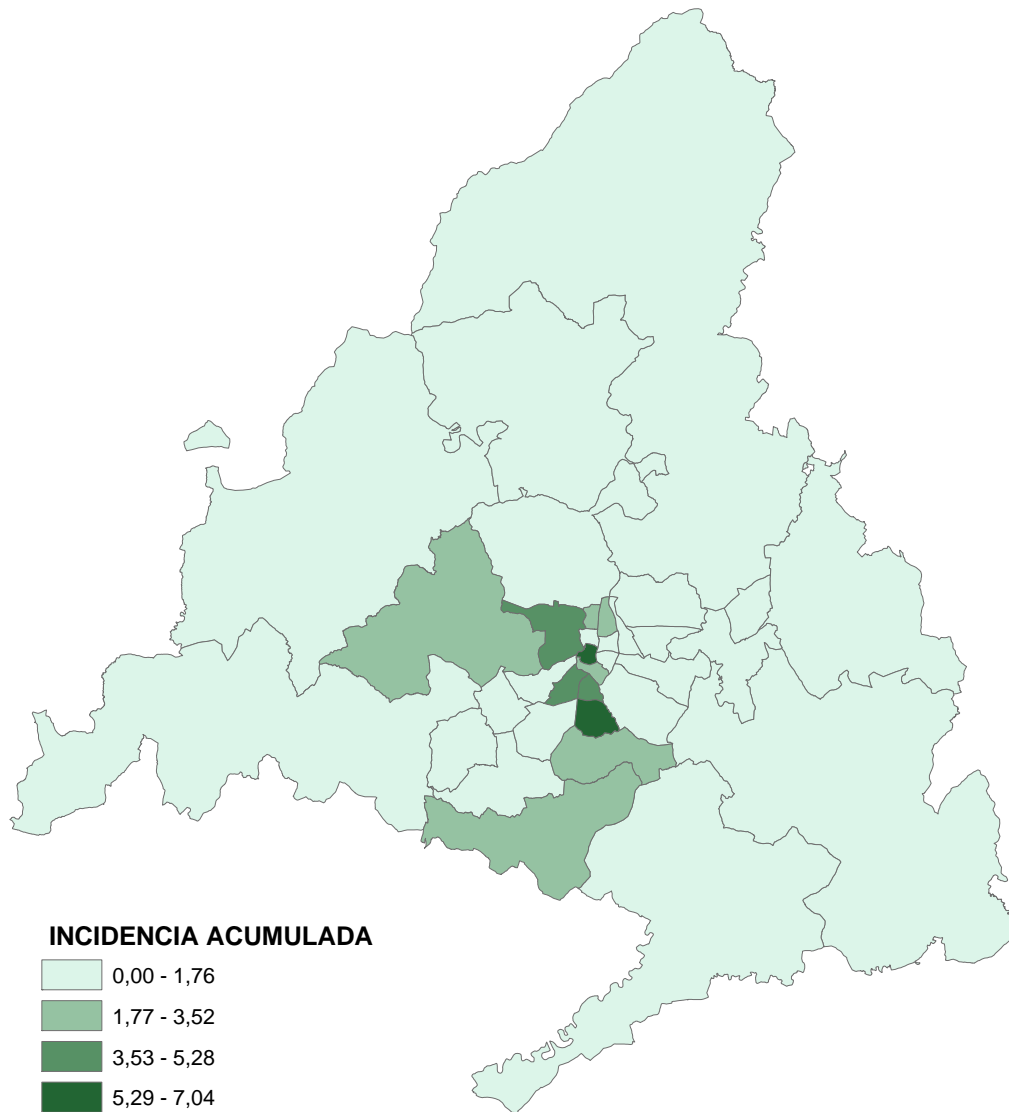 INCIDENCIA ACUMULADA
0,00 - 1,76
1,77 - 3,52
3,53 - 5,28
5,29 - 7,04